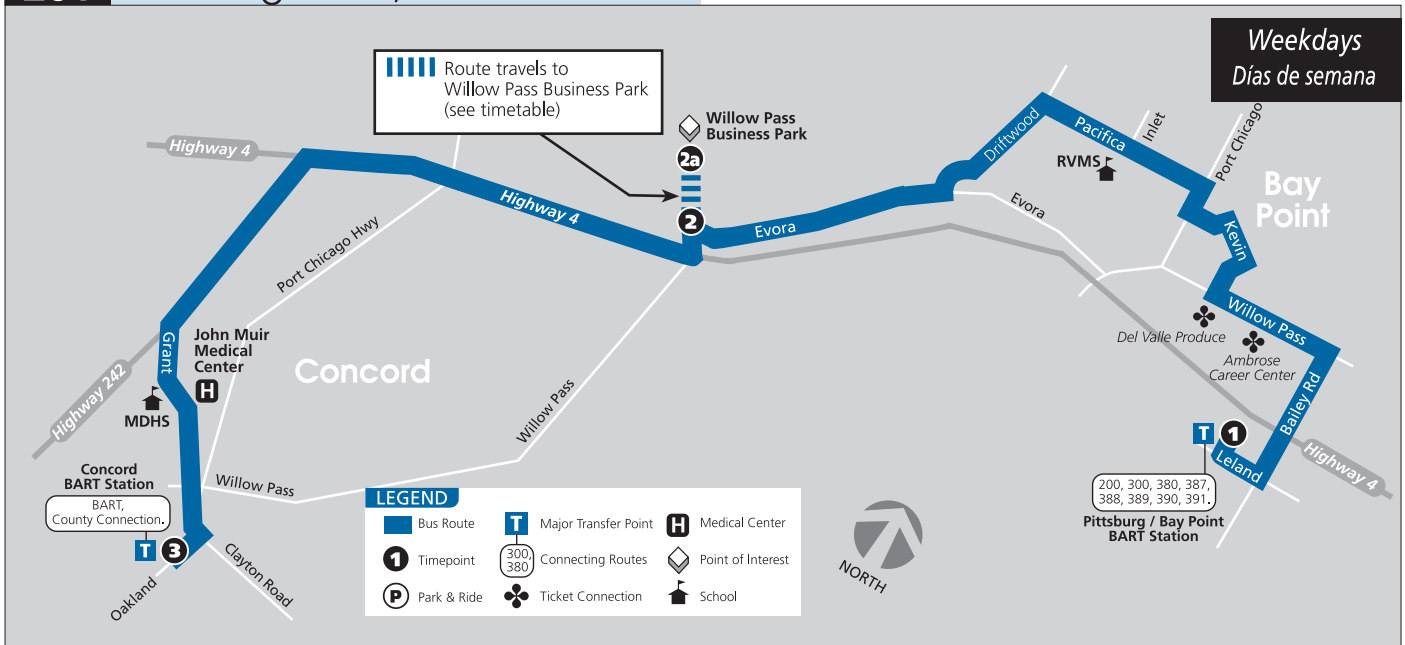 Weekdays
Días de semana
Route travels to
Willow Pass Business Park
(see timetable)
Willow Pass
Business Park
2a
2
Highway 4
Highway 4
Port Chicago Hwy
Evora
Driftwood
Pacifica
Inlet
Port Chicago
RVMS
Bay
Point
Evora
Kevin
Willow Pass
Del Valle Produce
Ambrose
Career Center
Bailey Rd
Highway 4
T 1
Leland
200, 300, 380, 387,
388, 389, 390, 391.
Pittsburg / Bay Point
BART Station
Grant
John Muir
Medical
Center
H
Concord
Highway 242
MDHS
Willow Pass
Willow Pass
Concord
BART Station
BART,
County Connection.
T 3
Oakland
Clayton Road
LEGEND
Bus Route
T Major Transfer Point
H Medical Center
1 Timepoint
300,
380
Connecting Routes
Point of Interest
P Park & Ride
Ticket Connection
School
NORTH